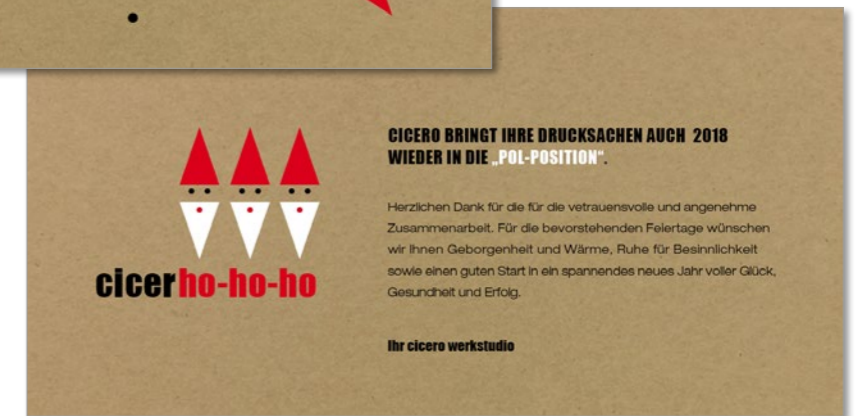 cicerho-ho-ho
CICERO BRINGT IHRE DRUCKSACHEN AUCH 2018
WIEDER IN DIE „POL-POSITION“.
Herzlichen Dank für die für die vetrauensvolle und angenehme
Zusammenarbeit. Für die bevorstehenden Feiertage wünschen
wir Ihnen Geborgenheit und Wärme, Ruhe für Besinnlichkeit
sowie einen guten Start in ein spannendes neues Jahr voller Glück,
Gesundheit und Erfolg.
Ihr cicero werkstudio